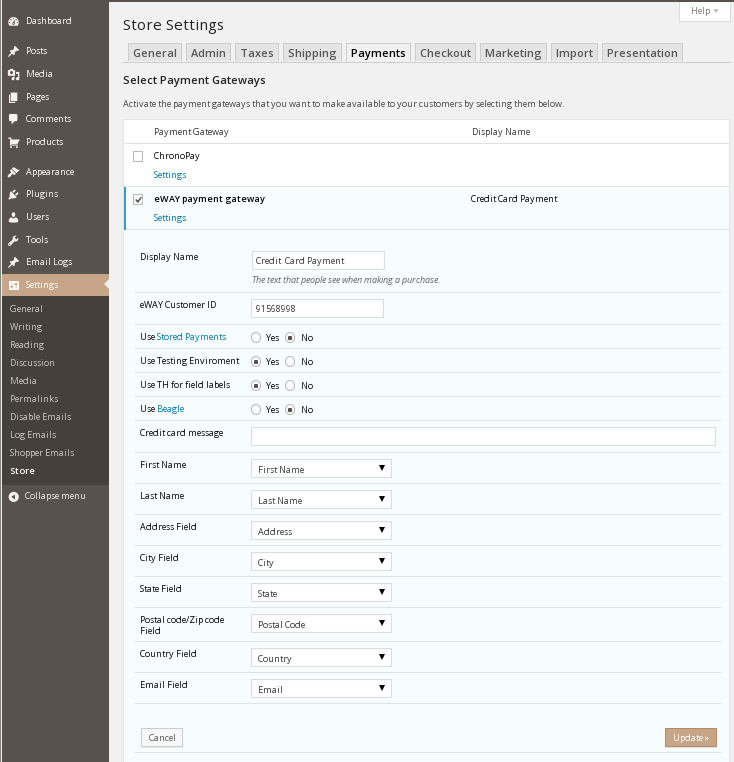 Dashboard
Posts
Media
Pages
Comments
Products
Appearance
Plugins
Users
Tools
Email Logs
Settings
General
Writing
Reading
Discussion
Media
Permalinks
Disable Emails
Log Emails
Shopper Emails
Store
Collapse menu
Help
Store Settings
General Admin Taxes Shipping Payments Checkout Marketing Import Presentation
Select Payment Gateways
Activate the payment gateways that you want to make available to your customers by selecting them below.
Payment Gateway Display Name
ChronoPay
Settings
eWAY payment gateway Credit Card Payment
Settings
Display Name Credit Card Payment
The text that people see when making a purchase.
eWAY Customer ID 91568998
Use Stored Payments Yes No
Use Testing Enviroment Yes No
Use TH for field labels Yes No
Use Beagle Yes No
Credit card message
First Name First Name
Last Name Last Name
Address Field Address
City Field City
State Field State
Postal code/Zip code Postal Code
Field
Country Field Country
Email Field Email
Cancel Update »